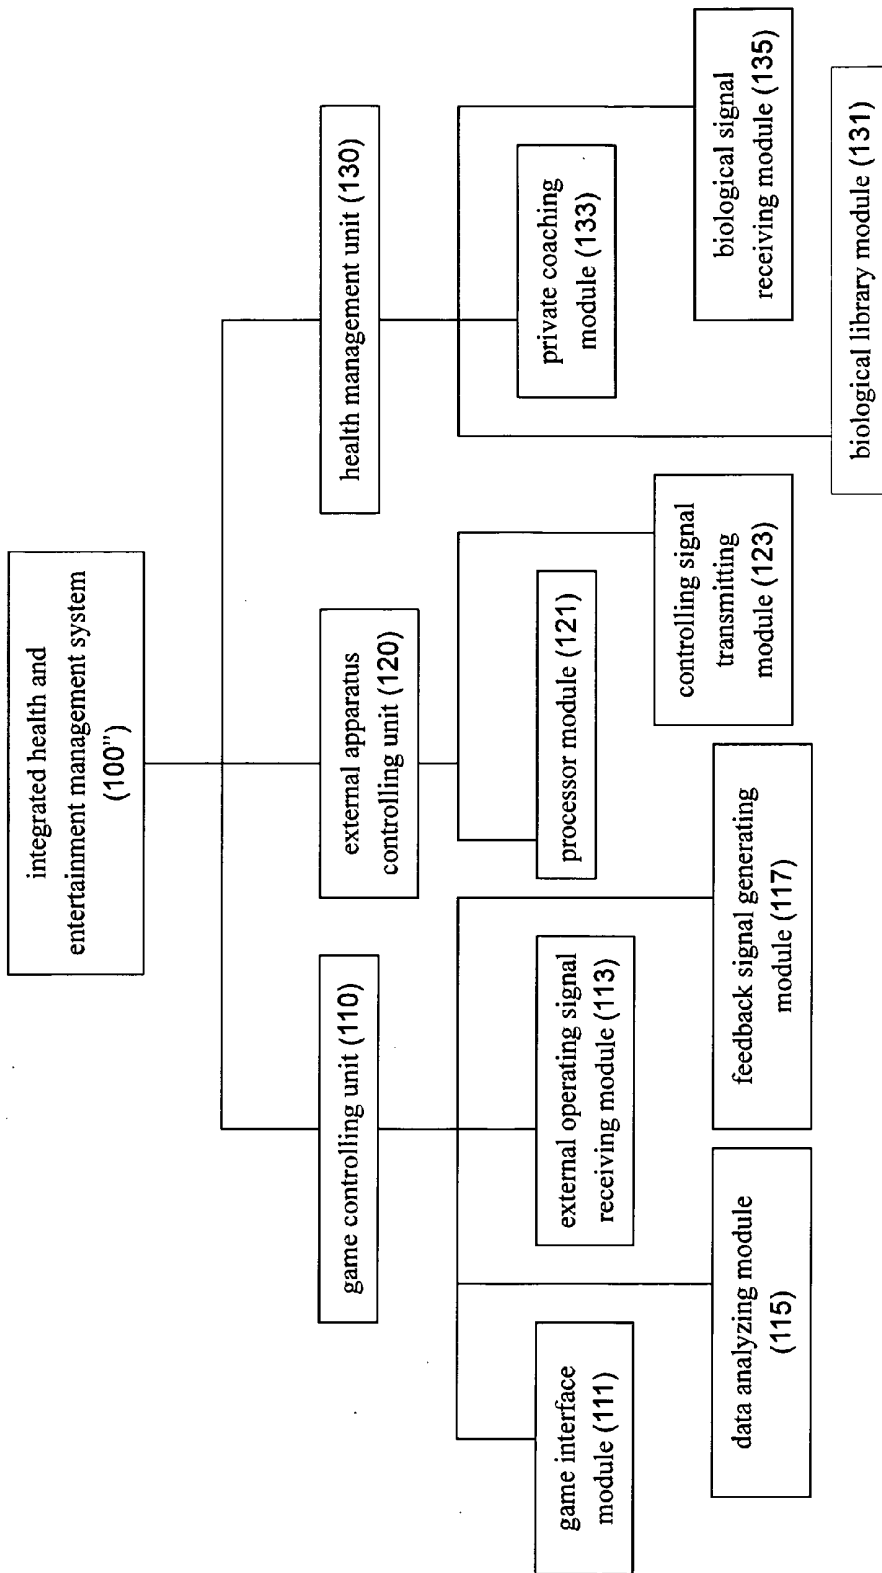 integrated health and
entertainment management system
(100")
game controlling unit (110)
external apparatus
controlling unit (120)
health management unit (130)
game interface
module (111)
external operating signal
receiving module (113)
data analyzing module
(115)
feedback signal generating
module (117)
processor module (121)
controlling signal
transmitting
module (123)
private coaching
module (133)
biological signal
receiving module (135)
biological library module (131)